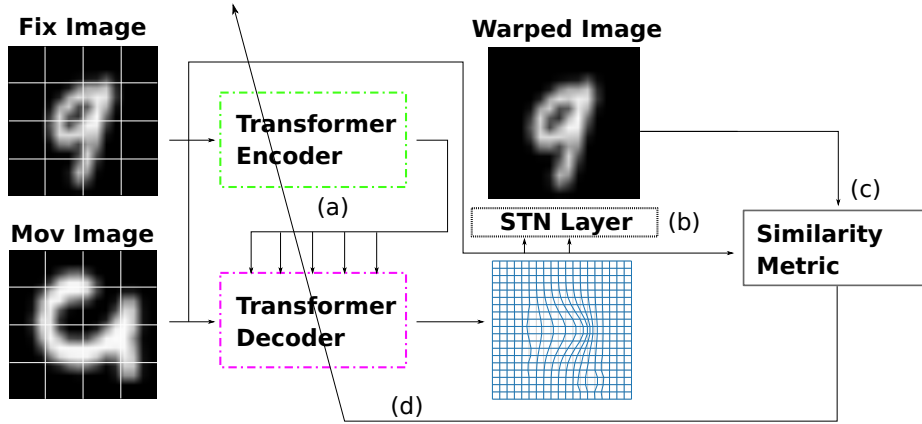 Fix Image
Warped Image
Transformer
Encoder
(a)
(c)
Mov Image
STN Layer
(b)
Similarity
Metric
Transformer
Decoder
(d)